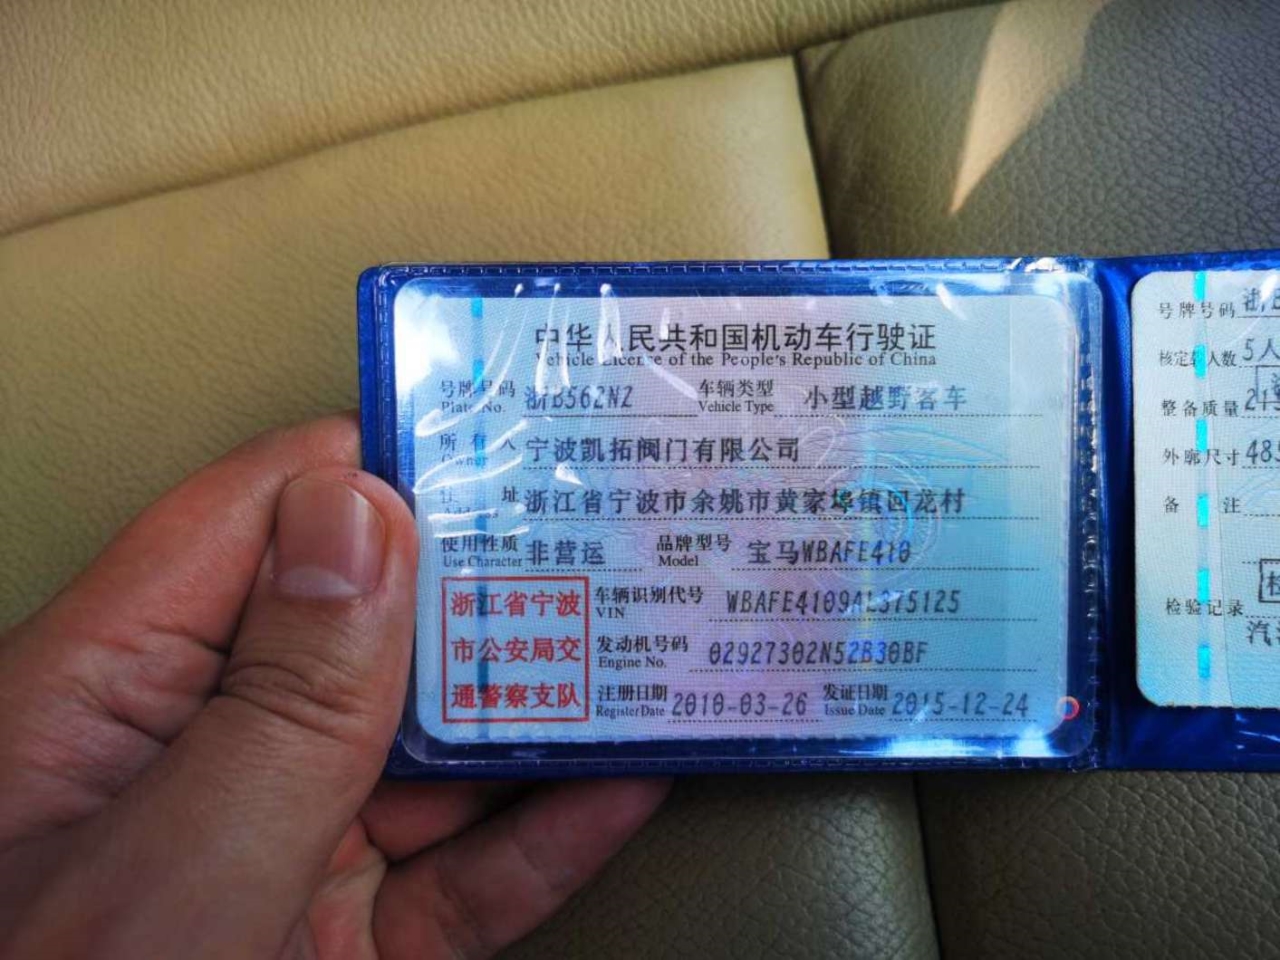 中华人民共和国机动车行驶证
Vehicle License of the People's Republic of China
号牌号码 浙B562NZ 车辆类型 小型越野客车
Plate No. Vehicle Type
所有人 宁波凯拓阀门有限公司
Owner
住址 浙江省宁波市余姚市黄家埠镇回龙村
Address
使用性质 非营运 品牌型号 宝马WBAFE410
Use Character Model
浙江省宁波
市公安局交
通警察支队
车辆识别代号 WBAFE4109AL375125
VIN
发动机号码 02927302N52B30BF
Engine No.
注册日期 2010-03-26 发证日期 2015-12-24
Register Date Issue Date
号牌号码 浙
核定载人数 5人
整备质量 21
外廓尺寸 48
备注
检验记录
汽